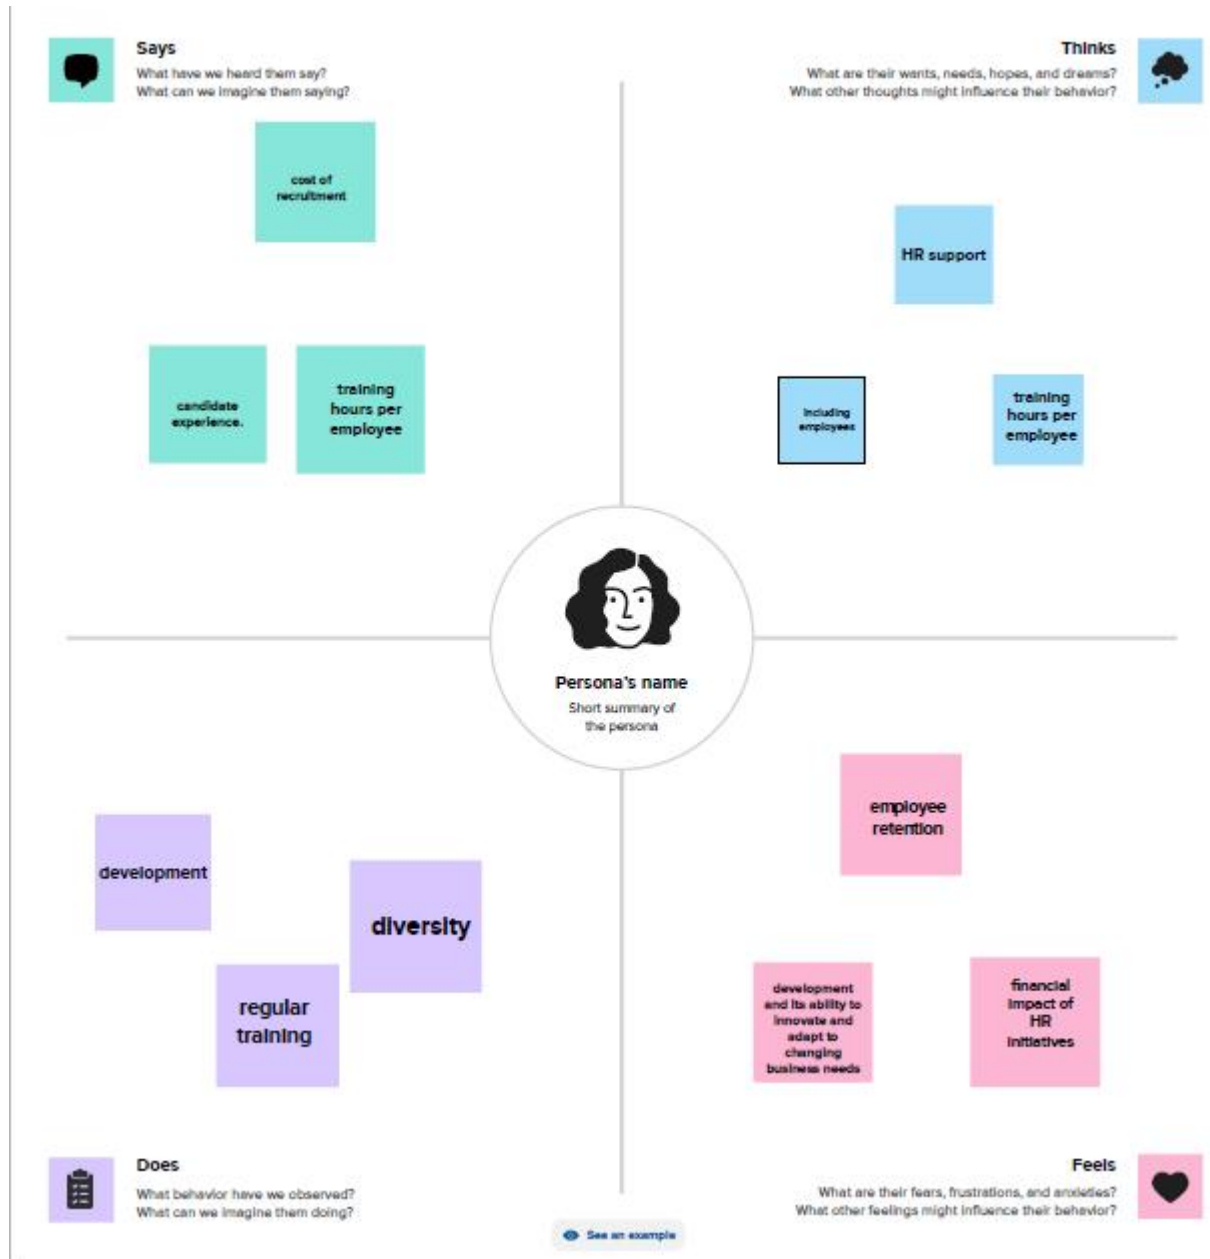 Says
What have we heard them say?
What can we imagine them saying?
cost of
recruitment
candidate
experience.
training
hours per
employee
Thinks
What are their wants, needs, hopes, and dreams?
What other thoughts might influence their behavior?
HR support
including
employees
training
hours per
employee
Persona's name
Short summary of
the persona
development
diversity
regular
training
Does
What behavior have we observed?
What can we imagine them doing?
employee
retention
development
and its ability to
innovate and
adapt to
changing
business needs
financial
impact of
HR
initiatives
Feels
What are their fears, frustrations, and anxieties?
What other feelings might influence their behavior?
See an example